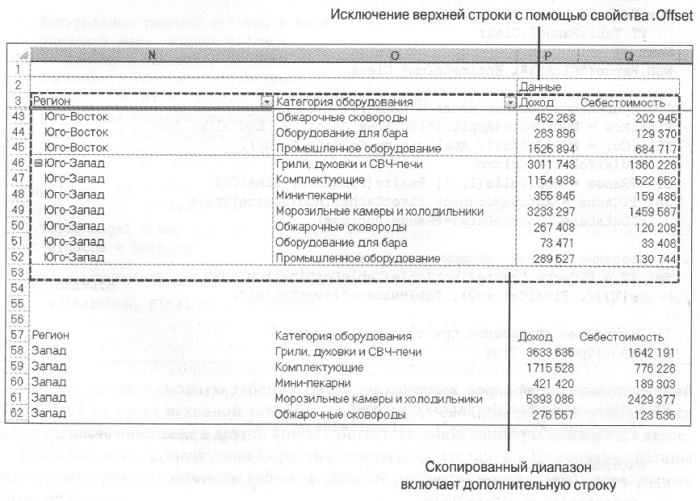 Исключение верхней строки с помощью свойства .Offset
N O P Q
1
2 Данные
3 Регион Категория оборудования Доход Себестоимость
43 Юго-Восток Обжарочные сковороды 452 268 202 945
44 Юго-Восток Оборудование для бара 283 896 129 370
45 Юго-Восток Промышленное оборудование 1526 894 684 717
46 Юго-Запад Грили, духовки и СВЧ-печи 3011 743 1360 228
47 Юго-Запад Комплектующие 1154 938 522 652
48 Юго-Запад Мини-пекарни 355 845 159 486
49 Юго-Запад Морозильные камеры и холодильники 3233 297 1459 587
50 Юго-Запад Обжарочные сковороды 267 408 120 208
51 Юго-Запад Оборудование для бара 73 471 33 408
52 Юго-Запад Промышленное оборудование 289 527 130 744
53
54
55
56
57 Регион Категория оборудования Доход Себестоимость
58 Запад Грили, духовки и СВЧ-печи 3633 635 1642 191
59 Запад Комплектующие 1715 528 776 228
60 Запад Мини-пекарни 421 420 189 303
61 Запад Морозильные камеры и холодильники 5393 086 2429 377
62 Запад Обжарочные сковороды 275 557 123 535
Скопированный диапазон
включает дополнительную строку